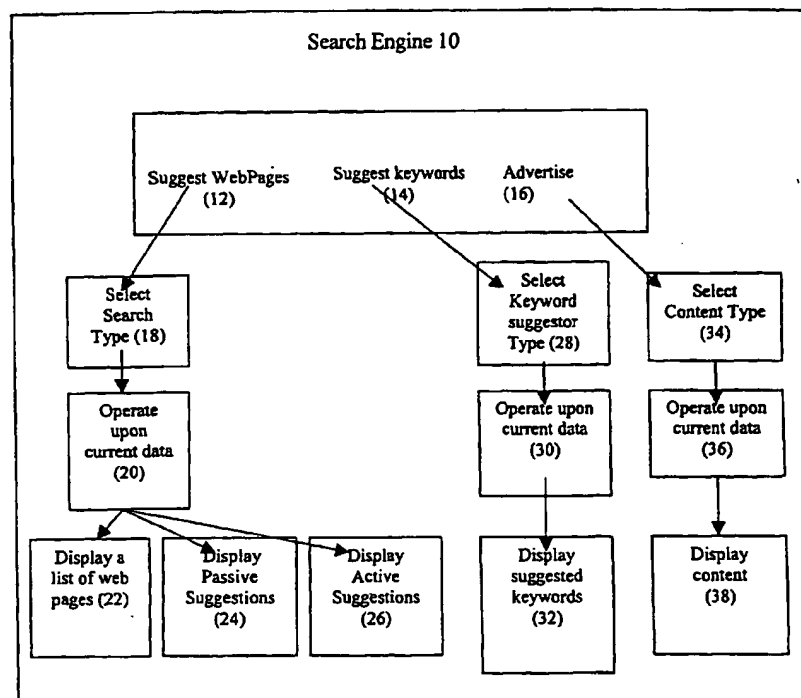 Search Engine 10
Suggest WebPages
(12)
Suggest keywords
(14)
Advertise
(16)
Select
Search
Type (18)
Select
Keyword
suggestor
Type (28)
Select
Content Type
(34)
Operate
upon
current data
(20)
Operate upon
current data
(30)
Operate upon
current data
(36)
Display a
list of web
pages (22)
Display
Passive
Suggestions
(24)
Display
Active
Suggestions
(26)
Display
suggested
keywords
(32)
Display
content
(38)